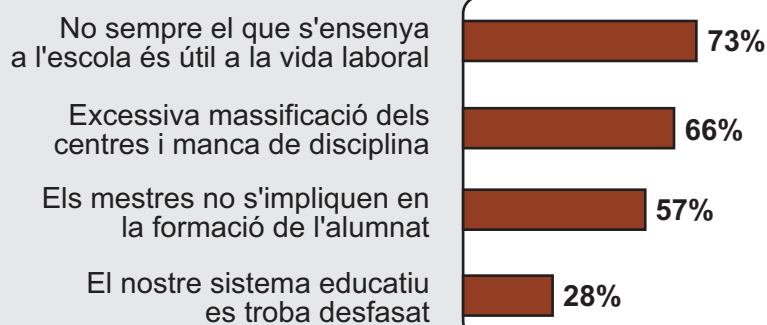 No sempre el que s'ensenya
a l'escola és útil a la vida laboral
73%
Excessiva massificació dels
centres i manca de disciplina
66%
Els mestres no s'impliquen en
la formació de l'alumnat
57%
El nostre sistema educatiu
es troba desfasat
28%